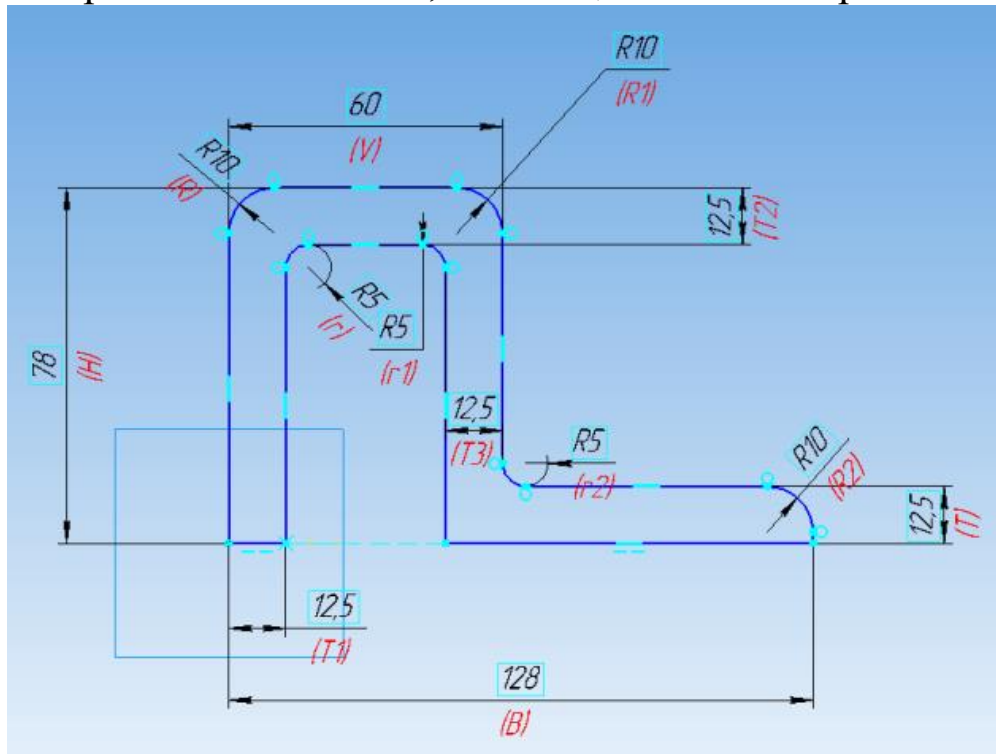 R10
(R1)
60
(V)
R10
(R)
12,5
(T2)
R5
(r)
R5
(r1)
78
(H)
12,5
(T3)
R5
(r2)
R10
(R2)
12,5
(T)
12,5
(T1)
128
(B)